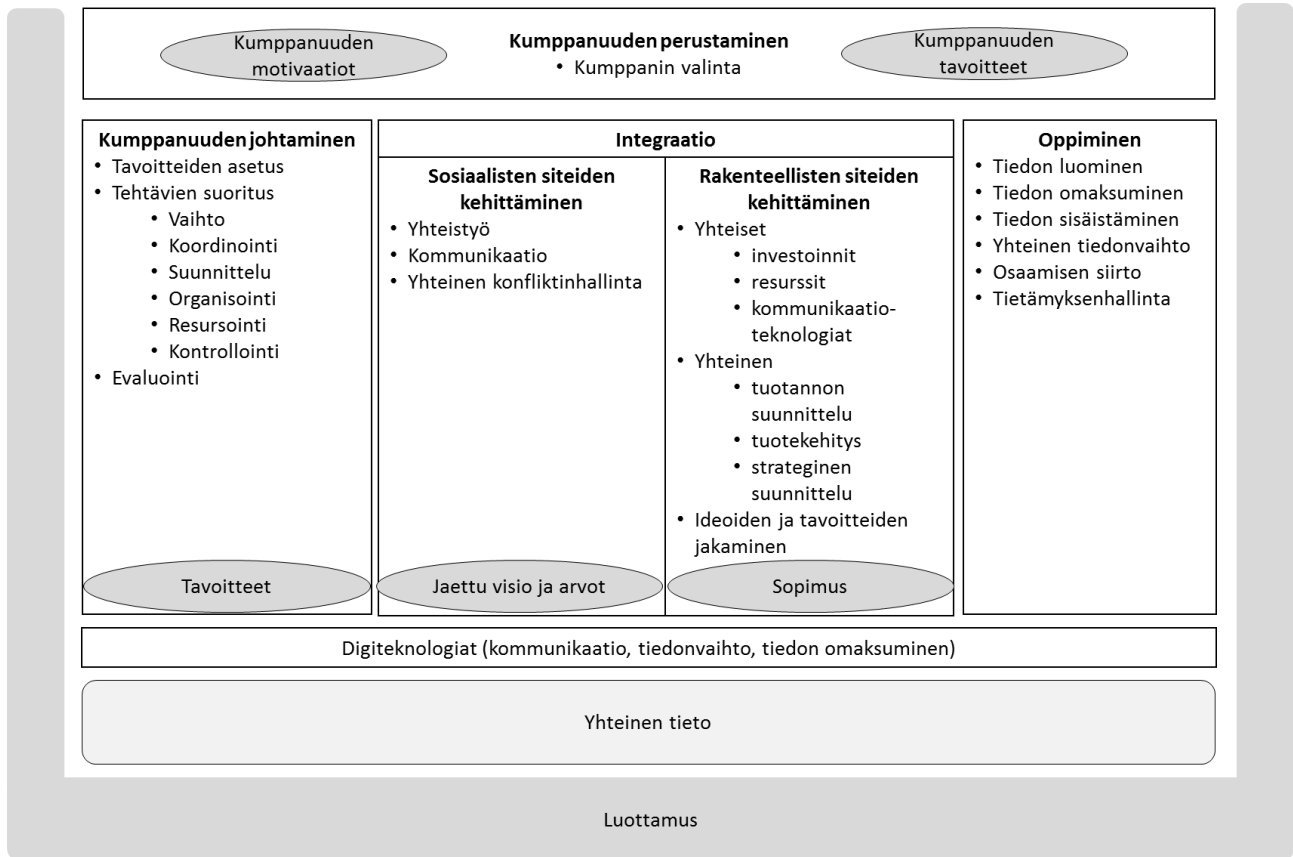 Kumppanuuden
motivaatiot
Kumppanuuden perustaminen
• Kumppanin valinta
Kumppanuuden
tavoitteet
Kumppanuuden johtaminen
• Tavoitteiden asetus
• Tehtävien suoritus
• Vaihto
• Koordinointi
• Suunnittelu
• Organisointi
• Resursointi
• Kontrollointi
• Evaluointi
Tavoitteet
Integraatio
Sosiaalisten siteiden
kehittäminen
• Yhteistyö
• Kommunikaatio
• Yhteinen konfliktinhallinta
Jaettu visio ja arvot
Rakenteellisten siteiden
kehittäminen
• Yhteiset
• investoinnit
• resurssit
• kommunikaatio-
teknologiat
• Yhteinen
• tuotannon
suunnittelu
• tuotekehitys
• strateginen
suunnittelu
• Ideoiden ja tavoitteiden
jakaminen
Sopimus
Oppiminen
• Tiedon luominen
• Tiedon omaksuminen
• Tiedon sisäistäminen
• Yhteinen tiedonvaihto
• Osaamisen siirto
• Tietämyksenhallinta
Digiteknologiat (kommunikaatio, tiedonvaihto, tiedon omaksuminen)
Yhteinen tieto
Luottamus